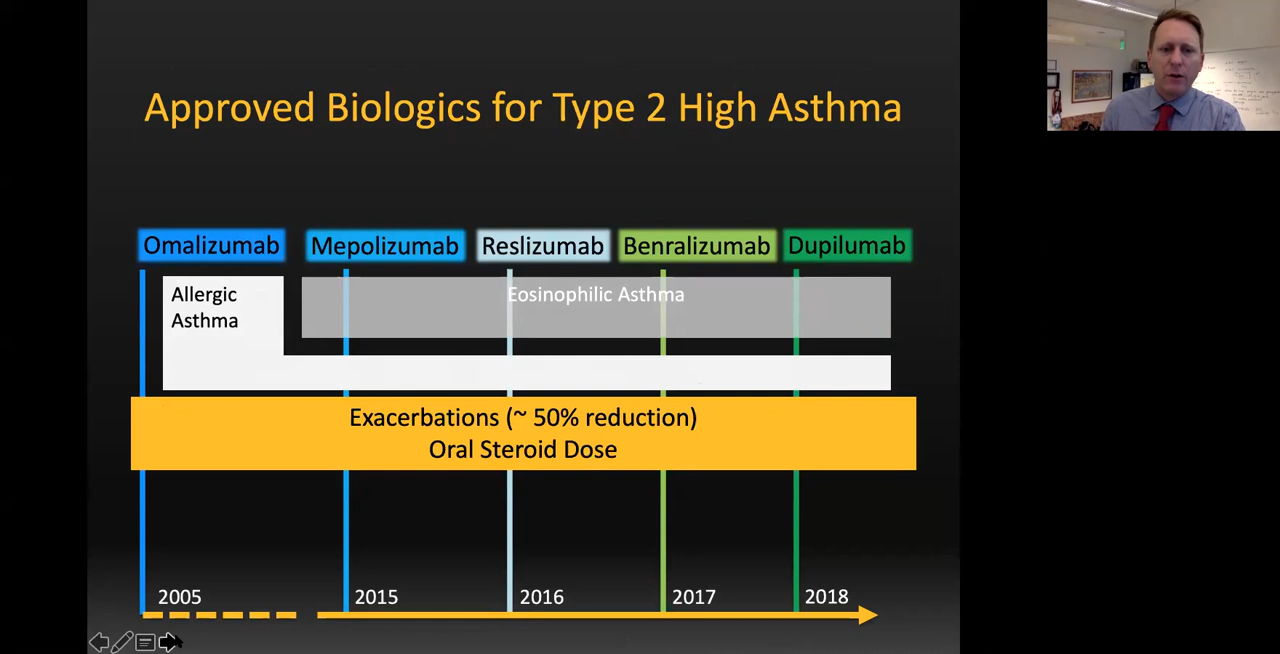 Approved Biologics for Type 2 High Asthma
Omalizumab
Mepolizumab
Reslizumab
Benralizumab
Dupilumab
Allergic
Asthma
Eosinophilic Asthma
Exacerbations (~ 50% reduction)
Oral Steroid Dose
2005
2015
2016
2017
2018